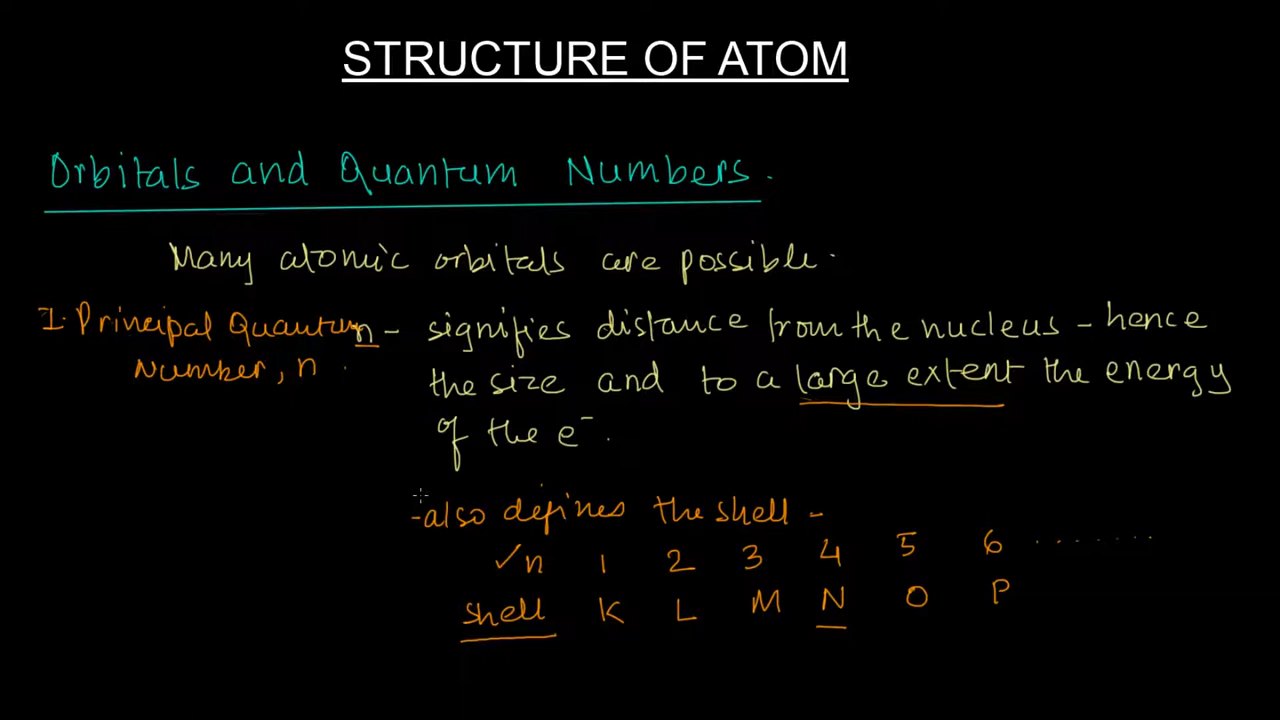 STRUCTURE OF ATOM
Orbitals and Quantum Numbers.
Many atomic orbitals are possible.
I. Principal Quantum Number, n.
n - signifies distance from the nucleus - hence
the size and to a large extent the energy
of the e⁻.
- also defines the shell -
✓ n 1 2 3 4 5 6 ........
shell K L M N O P